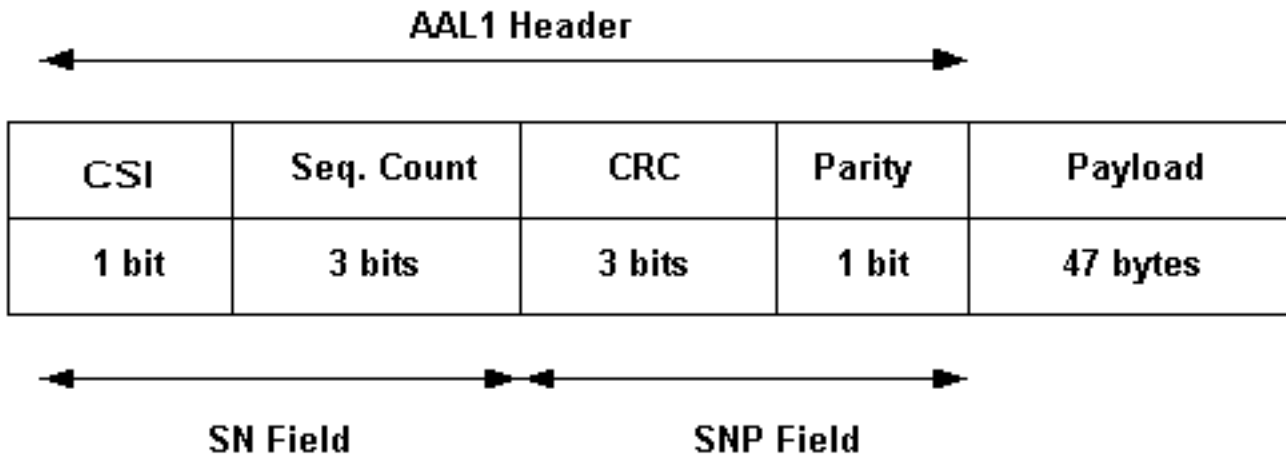 AAL1 Header
CSI Seq. Count CRC Parity Payload
1 bit 3 bits 3 bits 1 bit 47 bytes
SN Field SNP Field